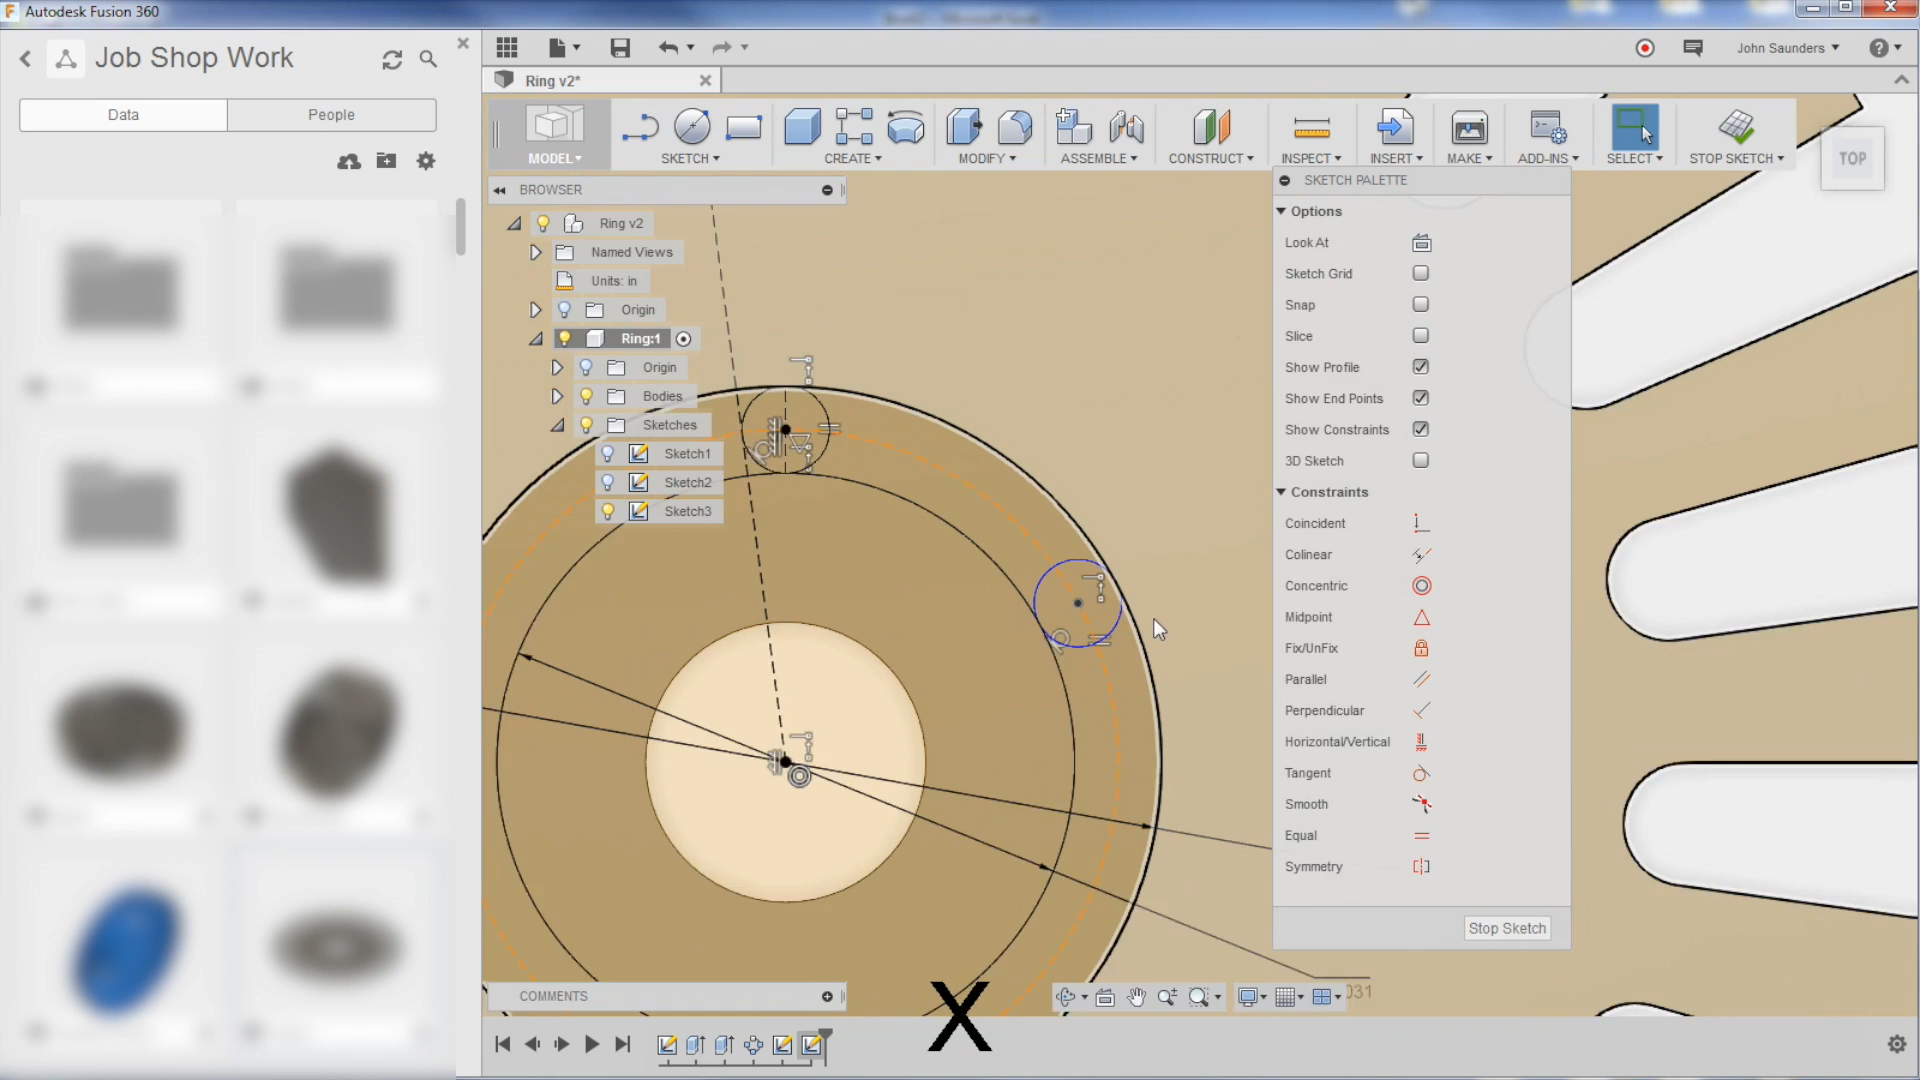 Autodesk Fusion 360
Job Shop Work
Data
People
Ring v2*
John Saunders
MODEL
SKETCH
CREATE
MODIFY
ASSEMBLE
CONSTRUCT
INSPECT
INSERT
MAKE
ADD-INS
SELECT
STOP SKETCH
TOP
BROWSER
Ring v2
Named Views
Units: in
Origin
Ring:1
Origin
Bodies
Sketches
Sketch1
Sketch2
Sketch3
SKETCH PALETTE
Options
Look At
Sketch Grid
Snap
Slice
Show Profile
Show End Points
Show Constraints
3D Sketch
Constraints
Coincident
Colinear
Concentric
Midpoint
Fix/UnFix
Parallel
Perpendicular
Horizontal/Vertical
Tangent
Smooth
Equal
Symmetry
Stop Sketch
COMMENTS
031
X